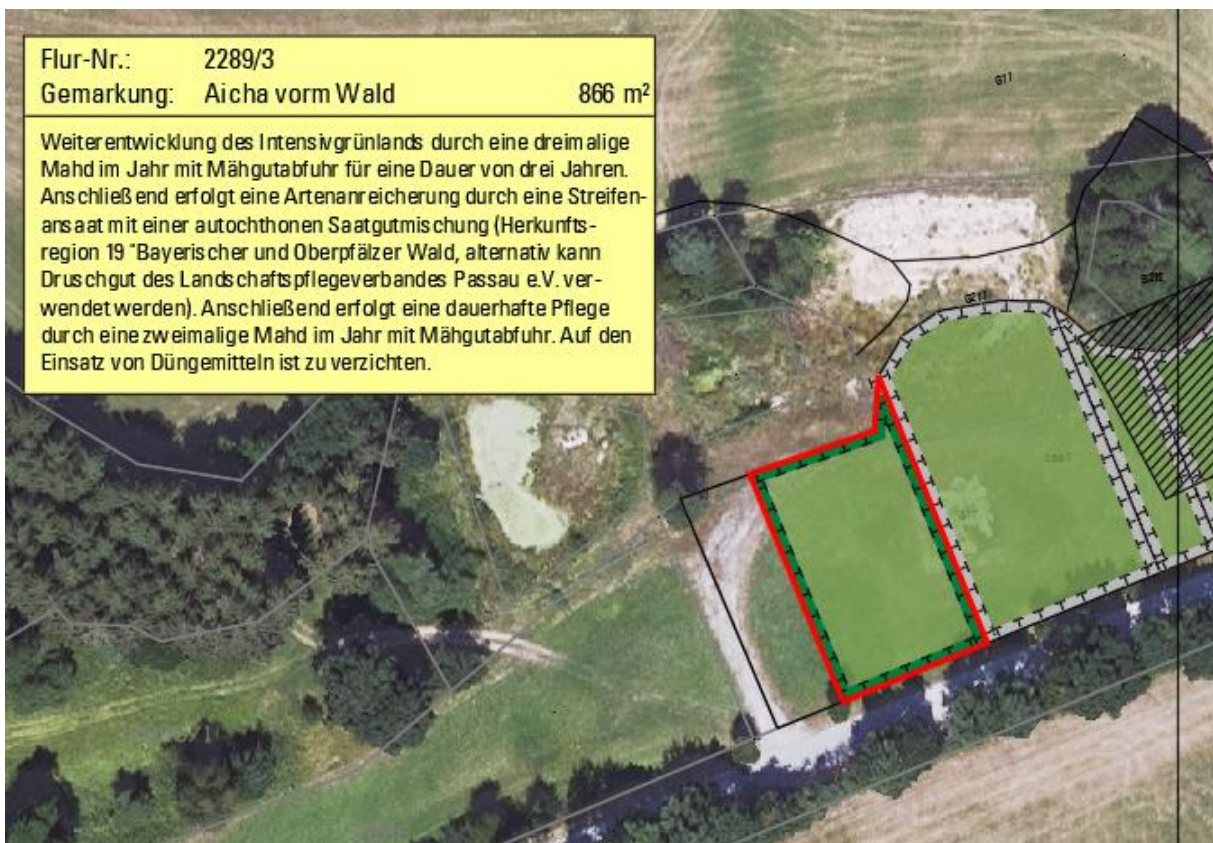 Flur-Nr.: 2289/3
Gemarkung: Aicha vorm Wald 866 m²
Weiterentwicklung des Intensivgrünlands durch eine dreimalige
Mahd im Jahr mit Mähgutabfuhr für eine Dauer von drei Jahren.
Anschließend erfolgt eine Artenanreicherung durch eine Streifen-
ansaat mit einer autochthonen Saatgutmischung (Herkunfts-
region 19 "Bayerischer und Oberpfälzer Wald, alternativ kann
Druschgut des Landschaftspflegeverbandes Passau e.V. ver-
wendet werden). Anschließend erfolgt eine dauerhafte Pflege
durch eine zweimalige Mahd im Jahr mit Mähgutabfuhr. Auf den
Einsatz von Düngemitteln ist zu verzichten.
G11